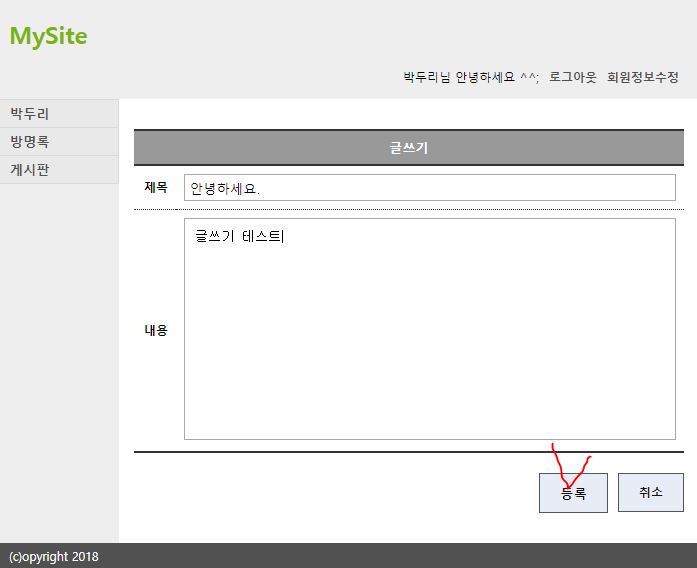 MySite
박두리님 안녕하세요 ^^; 로그아웃 회원정보수정
박두리
방명록
게시판
글쓰기
제목 안녕하세요.
내용 글쓰기 테스트
등록 취소
(c)opyright 2018